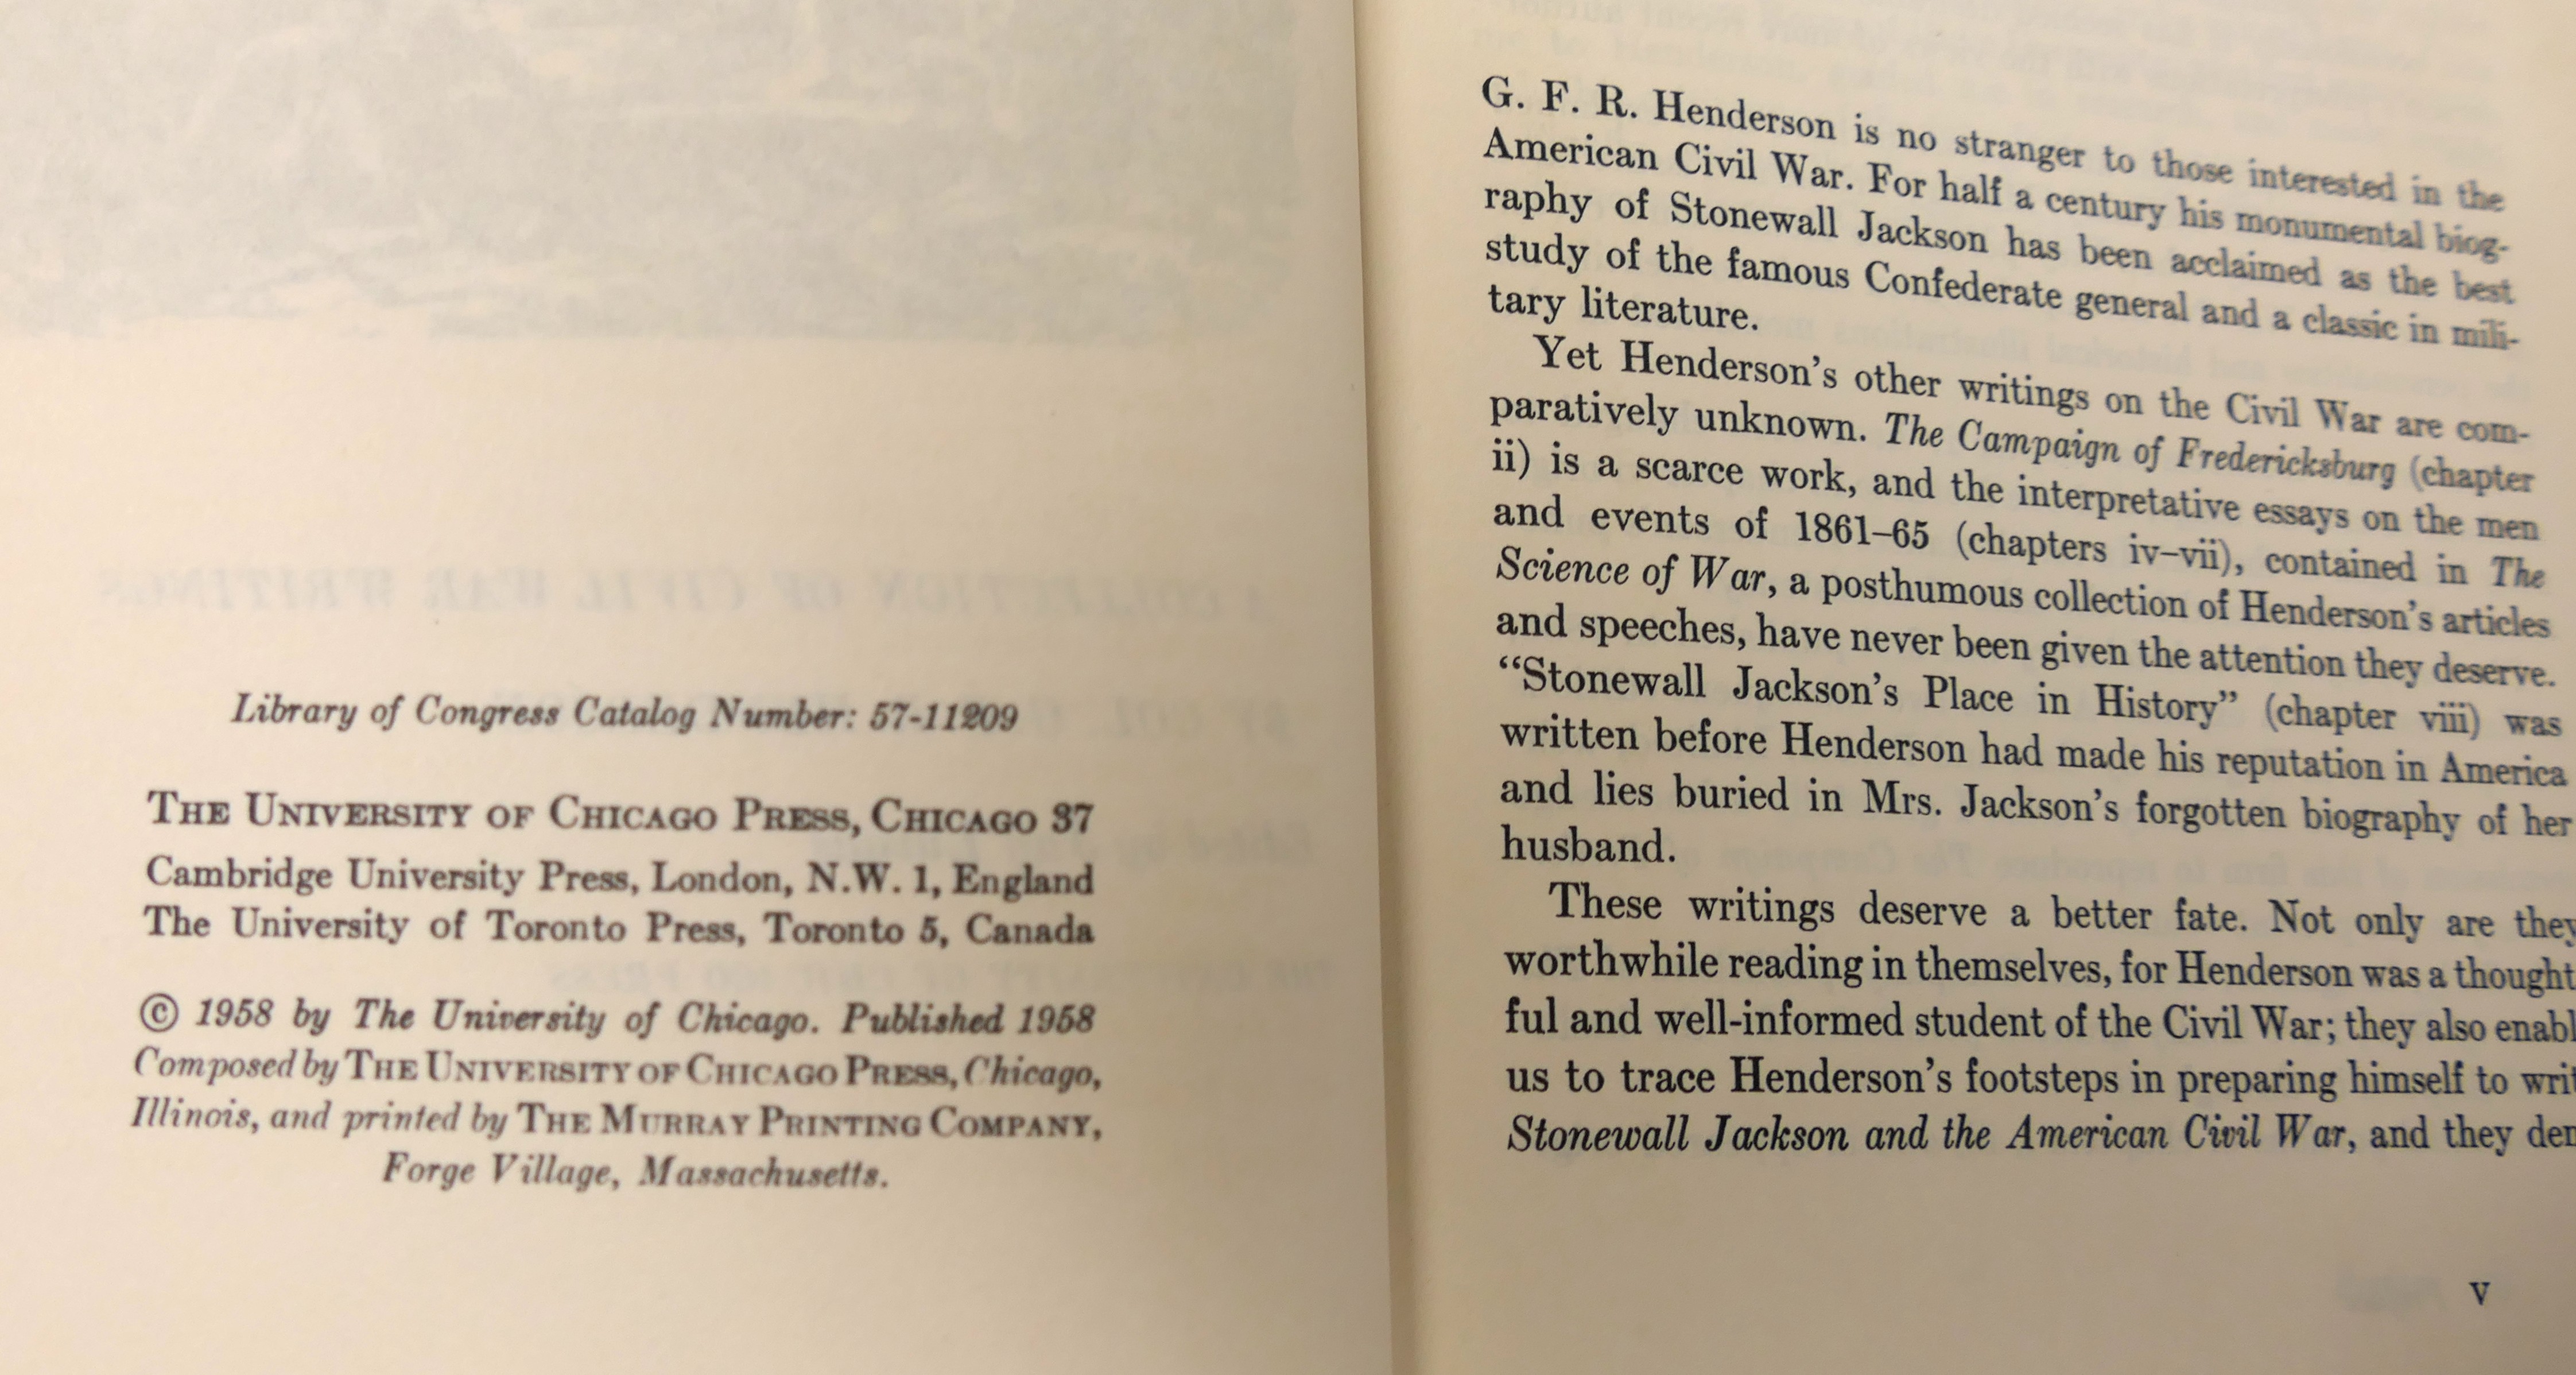 Library of Congress Catalog Number: 57-11209
THE UNIVERSITY OF CHICAGO PRESS, CHICAGO 37
Cambridge University Press, London, N.W. 1, England
The University of Toronto Press, Toronto 5, Canada
© 1958 by The University of Chicago. Published 1958
Composed by THE UNIVERSITY OF CHICAGO PRESS, Chicago,
Illinois, and printed by THE MURRAY PRINTING COMPANY,
Forge Village, Massachusetts.
G. F. R. Henderson is no stranger to those interested in the
American Civil War. For half a century his monumental biog-
raphy of Stonewall Jackson has been acclaimed as the best
study of the famous Confederate general and a classic in mili-
tary literature.
Yet Henderson's other writings on the Civil War are com-
paratively unknown. The Campaign of Fredericksburg (chapter
ii) is a scarce work, and the interpretative essays on the men
and events of 1861–65 (chapters iv–vii), contained in The
Science of War, a posthumous collection of Henderson's articles
and speeches, have never been given the attention they deserve.
“Stonewall Jackson's Place in History” (chapter viii) was
written before Henderson had made his reputation in America
and lies buried in Mrs. Jackson's forgotten biography of her
husband.
These writings deserve a better fate. Not only are they
worthwhile reading in themselves, for Henderson was a thought
ful and well-informed student of the Civil War; they also enabl
us to trace Henderson's footsteps in preparing himself to writ
Stonewall Jackson and the American Civil War, and they den
v